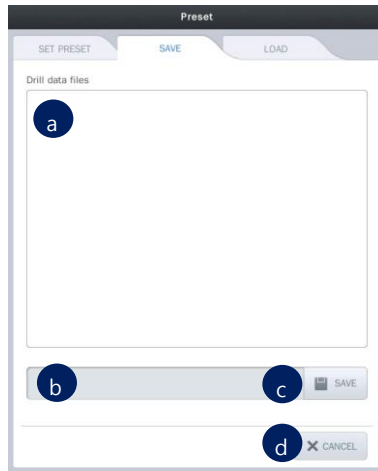 Preset
SET PRESET SAVE LOAD
Drill data files
a
b
c SAVE
d CANCEL